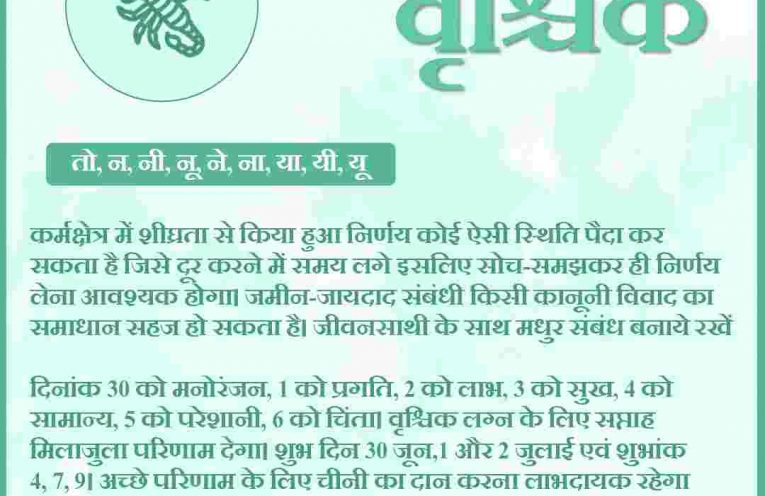 वृश्चिक
तो, न, नी, नू, ने, ना, या, यी, यू
कर्मक्षेत्र में शीघ्रता से किया हुआ निर्णय कोई ऐसी स्थिति पैदा कर
सकता है जिसे दूर करने में समय लगे इसलिए सोच-समझकर ही निर्णय
लेना आवश्यक होगा। जमीन-जायदाद संबंधी किसी कानूनी विवाद का
समाधान सहज हो सकता है। जीवनसाथी के साथ मधुर संबंध बनाये रखें
दिनांक 30 को मनोरंजन, 1 को प्रगति, 2 को लाभ, 3 को सुख, 4 को
सामान्य, 5 को परेशानी, 6 को चिंता। वृश्चिक लग्न के लिए सप्ताह
मिलाजुला परिणाम देगा। शुभ दिन 30 जून,1 और 2 जुलाई एवं शुभांक
4, 7, 9। अच्छे परिणाम के लिए चीनी का दान करना लाभदायक रहेगा